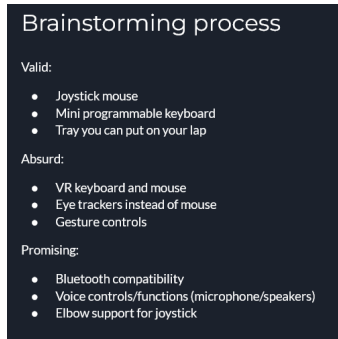 Brainstorming process
Valid:
● Joystick mouse
● Mini programmable keyboard
● Tray you can put on your lap
Absurd:
● VR keyboard and mouse
● Eye trackers instead of mouse
● Gesture controls
Promising:
● Bluetooth compatibility
● Voice controls/functions (microphone/speakers)
● Elbow support for joystick